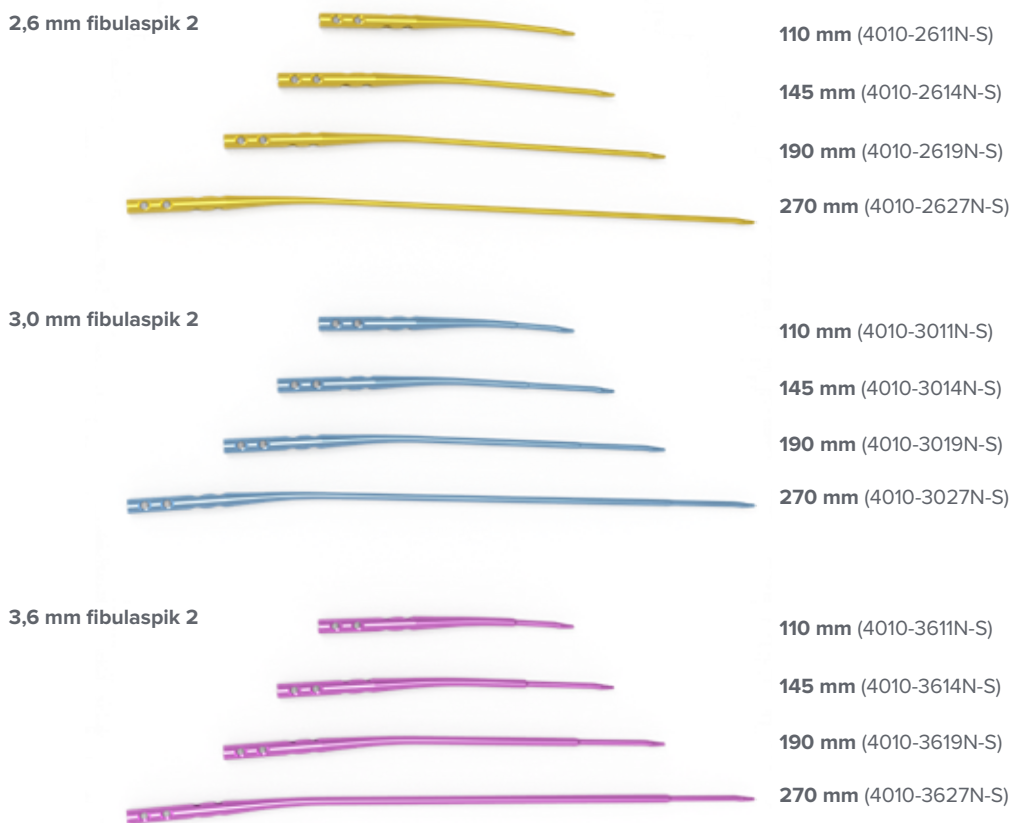 2,6 mm fibulaspik 2
110 mm (4010-2611N-S)
145 mm (4010-2614N-S)
190 mm (4010-2619N-S)
270 mm (4010-2627N-S)
3,0 mm fibulaspik 2
110 mm (4010-3011N-S)
145 mm (4010-3014N-S)
190 mm (4010-3019N-S)
270 mm (4010-3027N-S)
3,6 mm fibulaspik 2
110 mm (4010-3611N-S)
145 mm (4010-3614N-S)
190 mm (4010-3619N-S)
270 mm (4010-3627N-S)